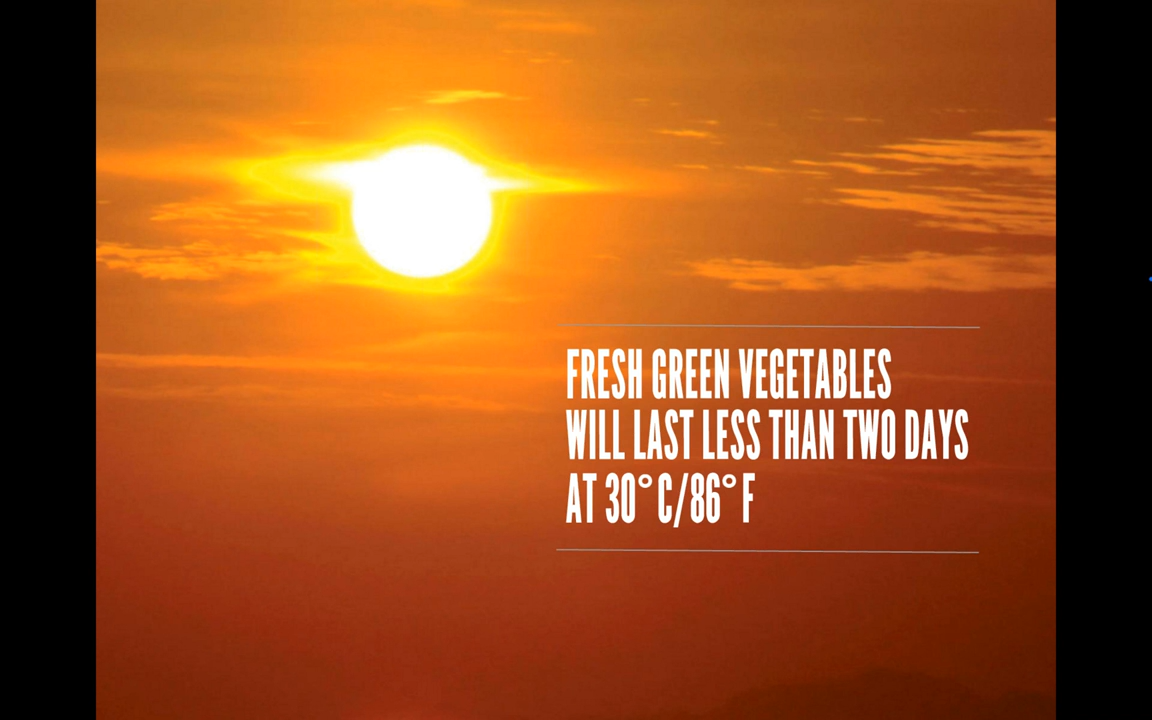 FRESH GREEN VEGETABLES
WILL LAST LESS THAN TWO DAYS
AT 30° C/86° F